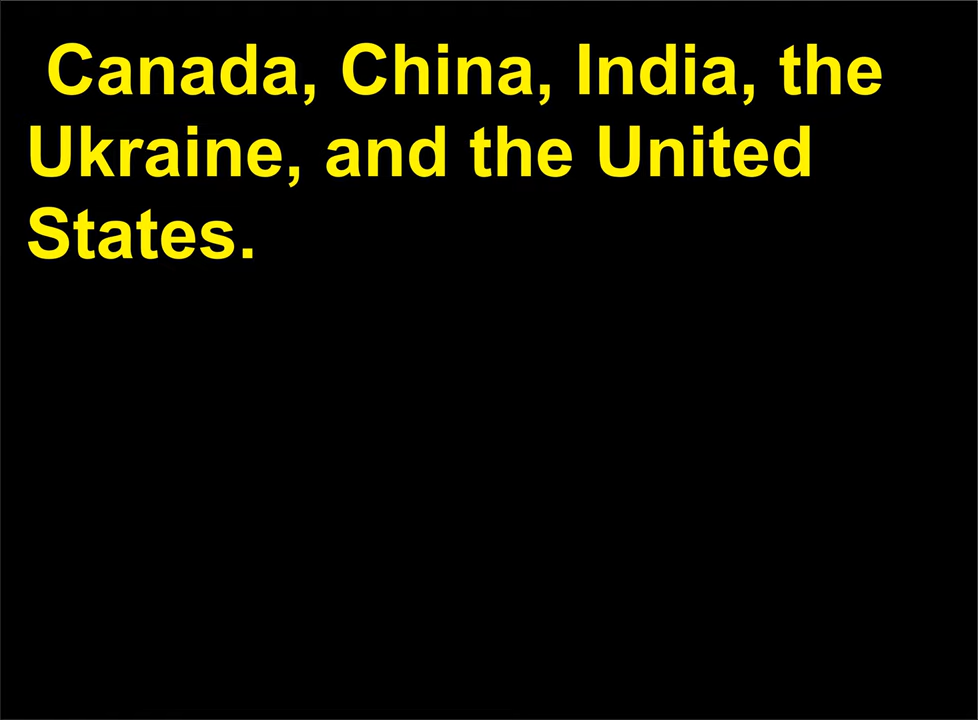 Canada, China, India, the
Ukraine, and the United
States.